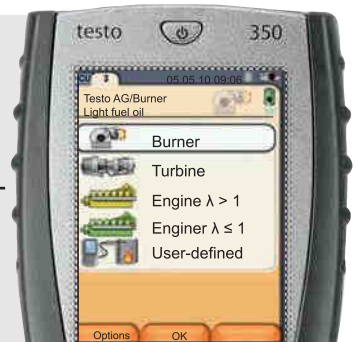 testo 350
CU 05.05.10 09:06
Testo AG/Burner
Light fuel oil
Burner
Turbine
Engine λ > 1
Enginer λ ≤ 1
User-defined
Options OK